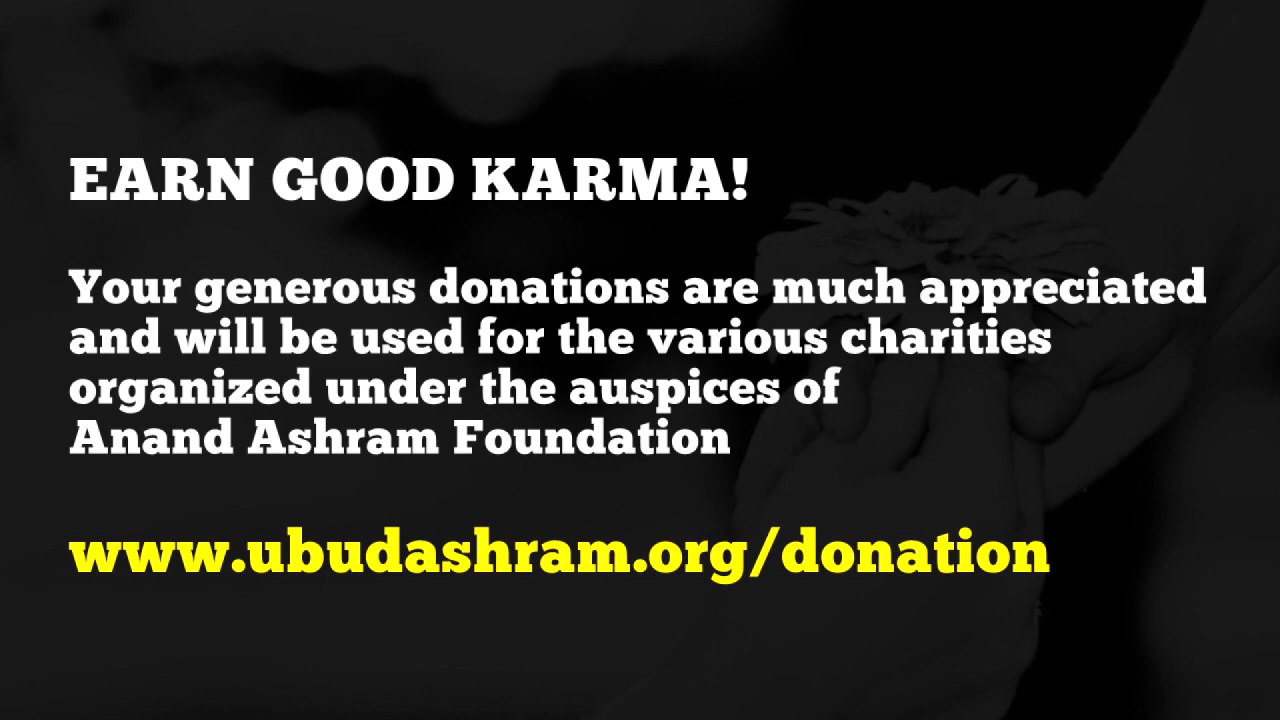 EARN GOOD KARMA!
Your generous donations are much appreciated
and will be used for the various charities
organized under the auspices of
Anand Ashram Foundation
www.ubudashram.org/donation